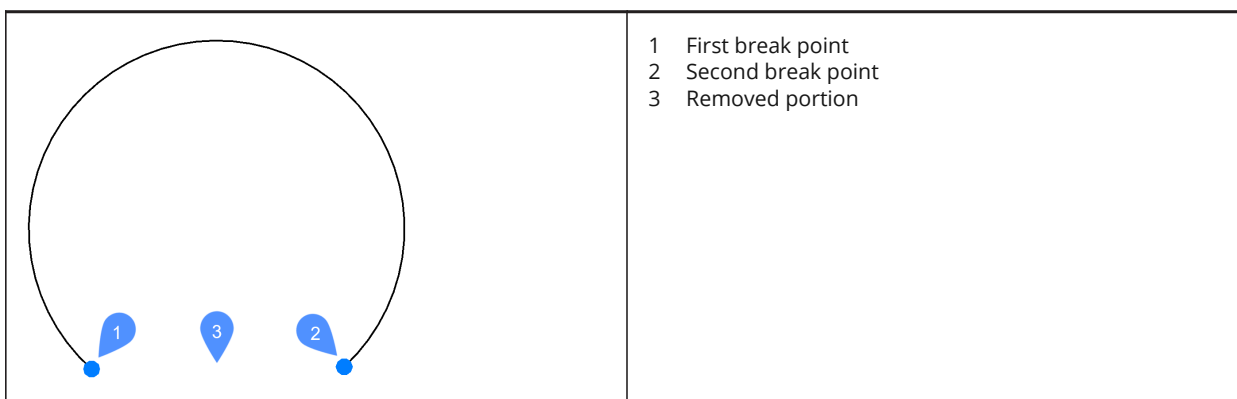 1 First break point
2 Second break point
3 Removed portion
1 3 2